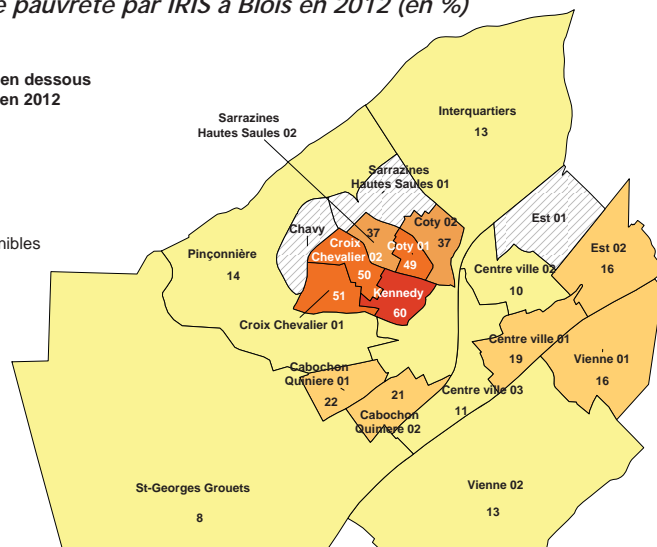 pauvreté par IRIS à Blois en 2012 (en %)
en dessous
en 2012
nibles
Interquartiers
13
Sarrazines
Hautes Saules 02
37
Sarrazines
Hautes Saules 01
Chavy
Coty 02
37
Est 01
Croix
Chevalier 02
50
Coty 01
49
Est 02
16
Pinçonnière
14
Centre ville 02
10
51
Croix Chevalier 01
Kennedy
60
Centre ville 01
19
Vienne 01
16
Cabochon
Quiniere 01
22
21
Cabochon
Quiniere 02
Centre ville 03
11
St-Georges Grouets
8
Vienne 02
13